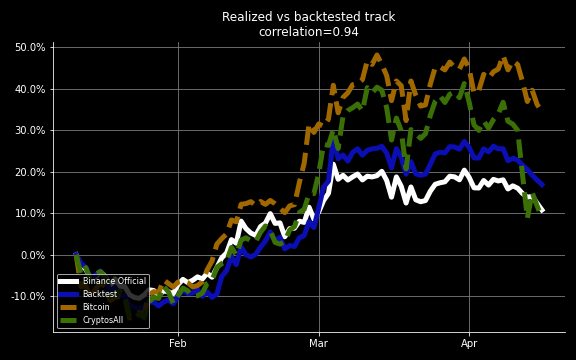 Realized vs backtested track
correlation=0.94
50.0%
40.0%
30.0%
20.0%
10.0%
0.0%
-10.0%
Binance Official
Backtest
Bitcoin
CryptosAll
Feb
Mar
Apr